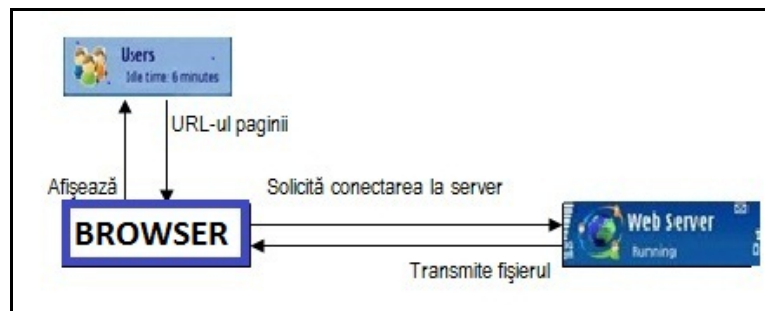 Users
Idle time: 6 minutes
URL-ul paginii
Afişează
Solicită conectarea la server
BROWSER
Web Server
Running
Transmite fişierul